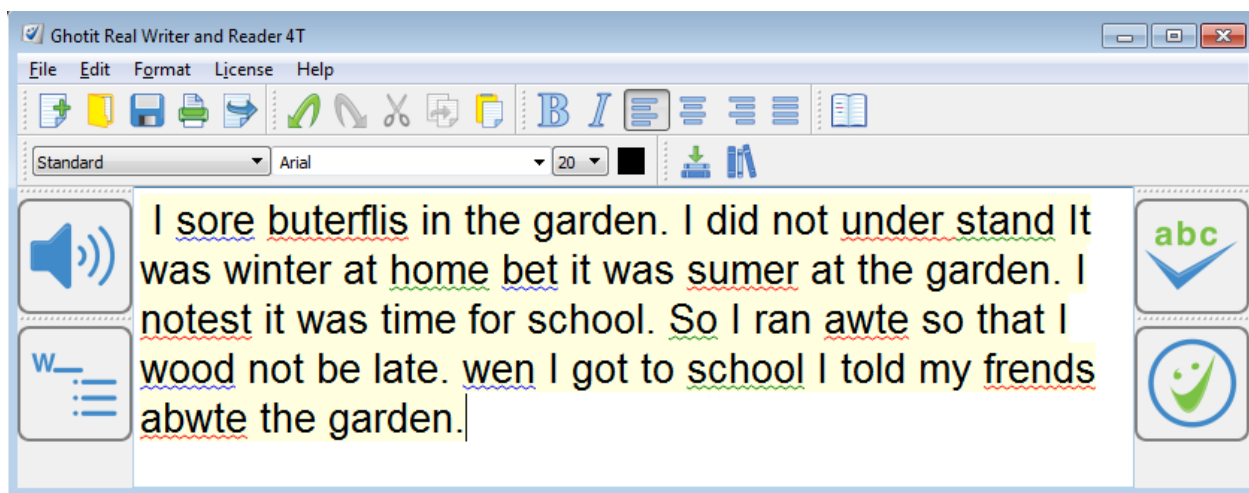 Ghotit Real Writer and Reader 4T
File Edit Format License Help
B I
Standard Arial 20
I sore buterflis in the garden. I did not under stand It
was winter at home bet it was sumer at the garden. I
notest it was time for school. So I ran awte so that I
wood not be late. wen I got to school I told my frends
abwte the garden.
abc
W